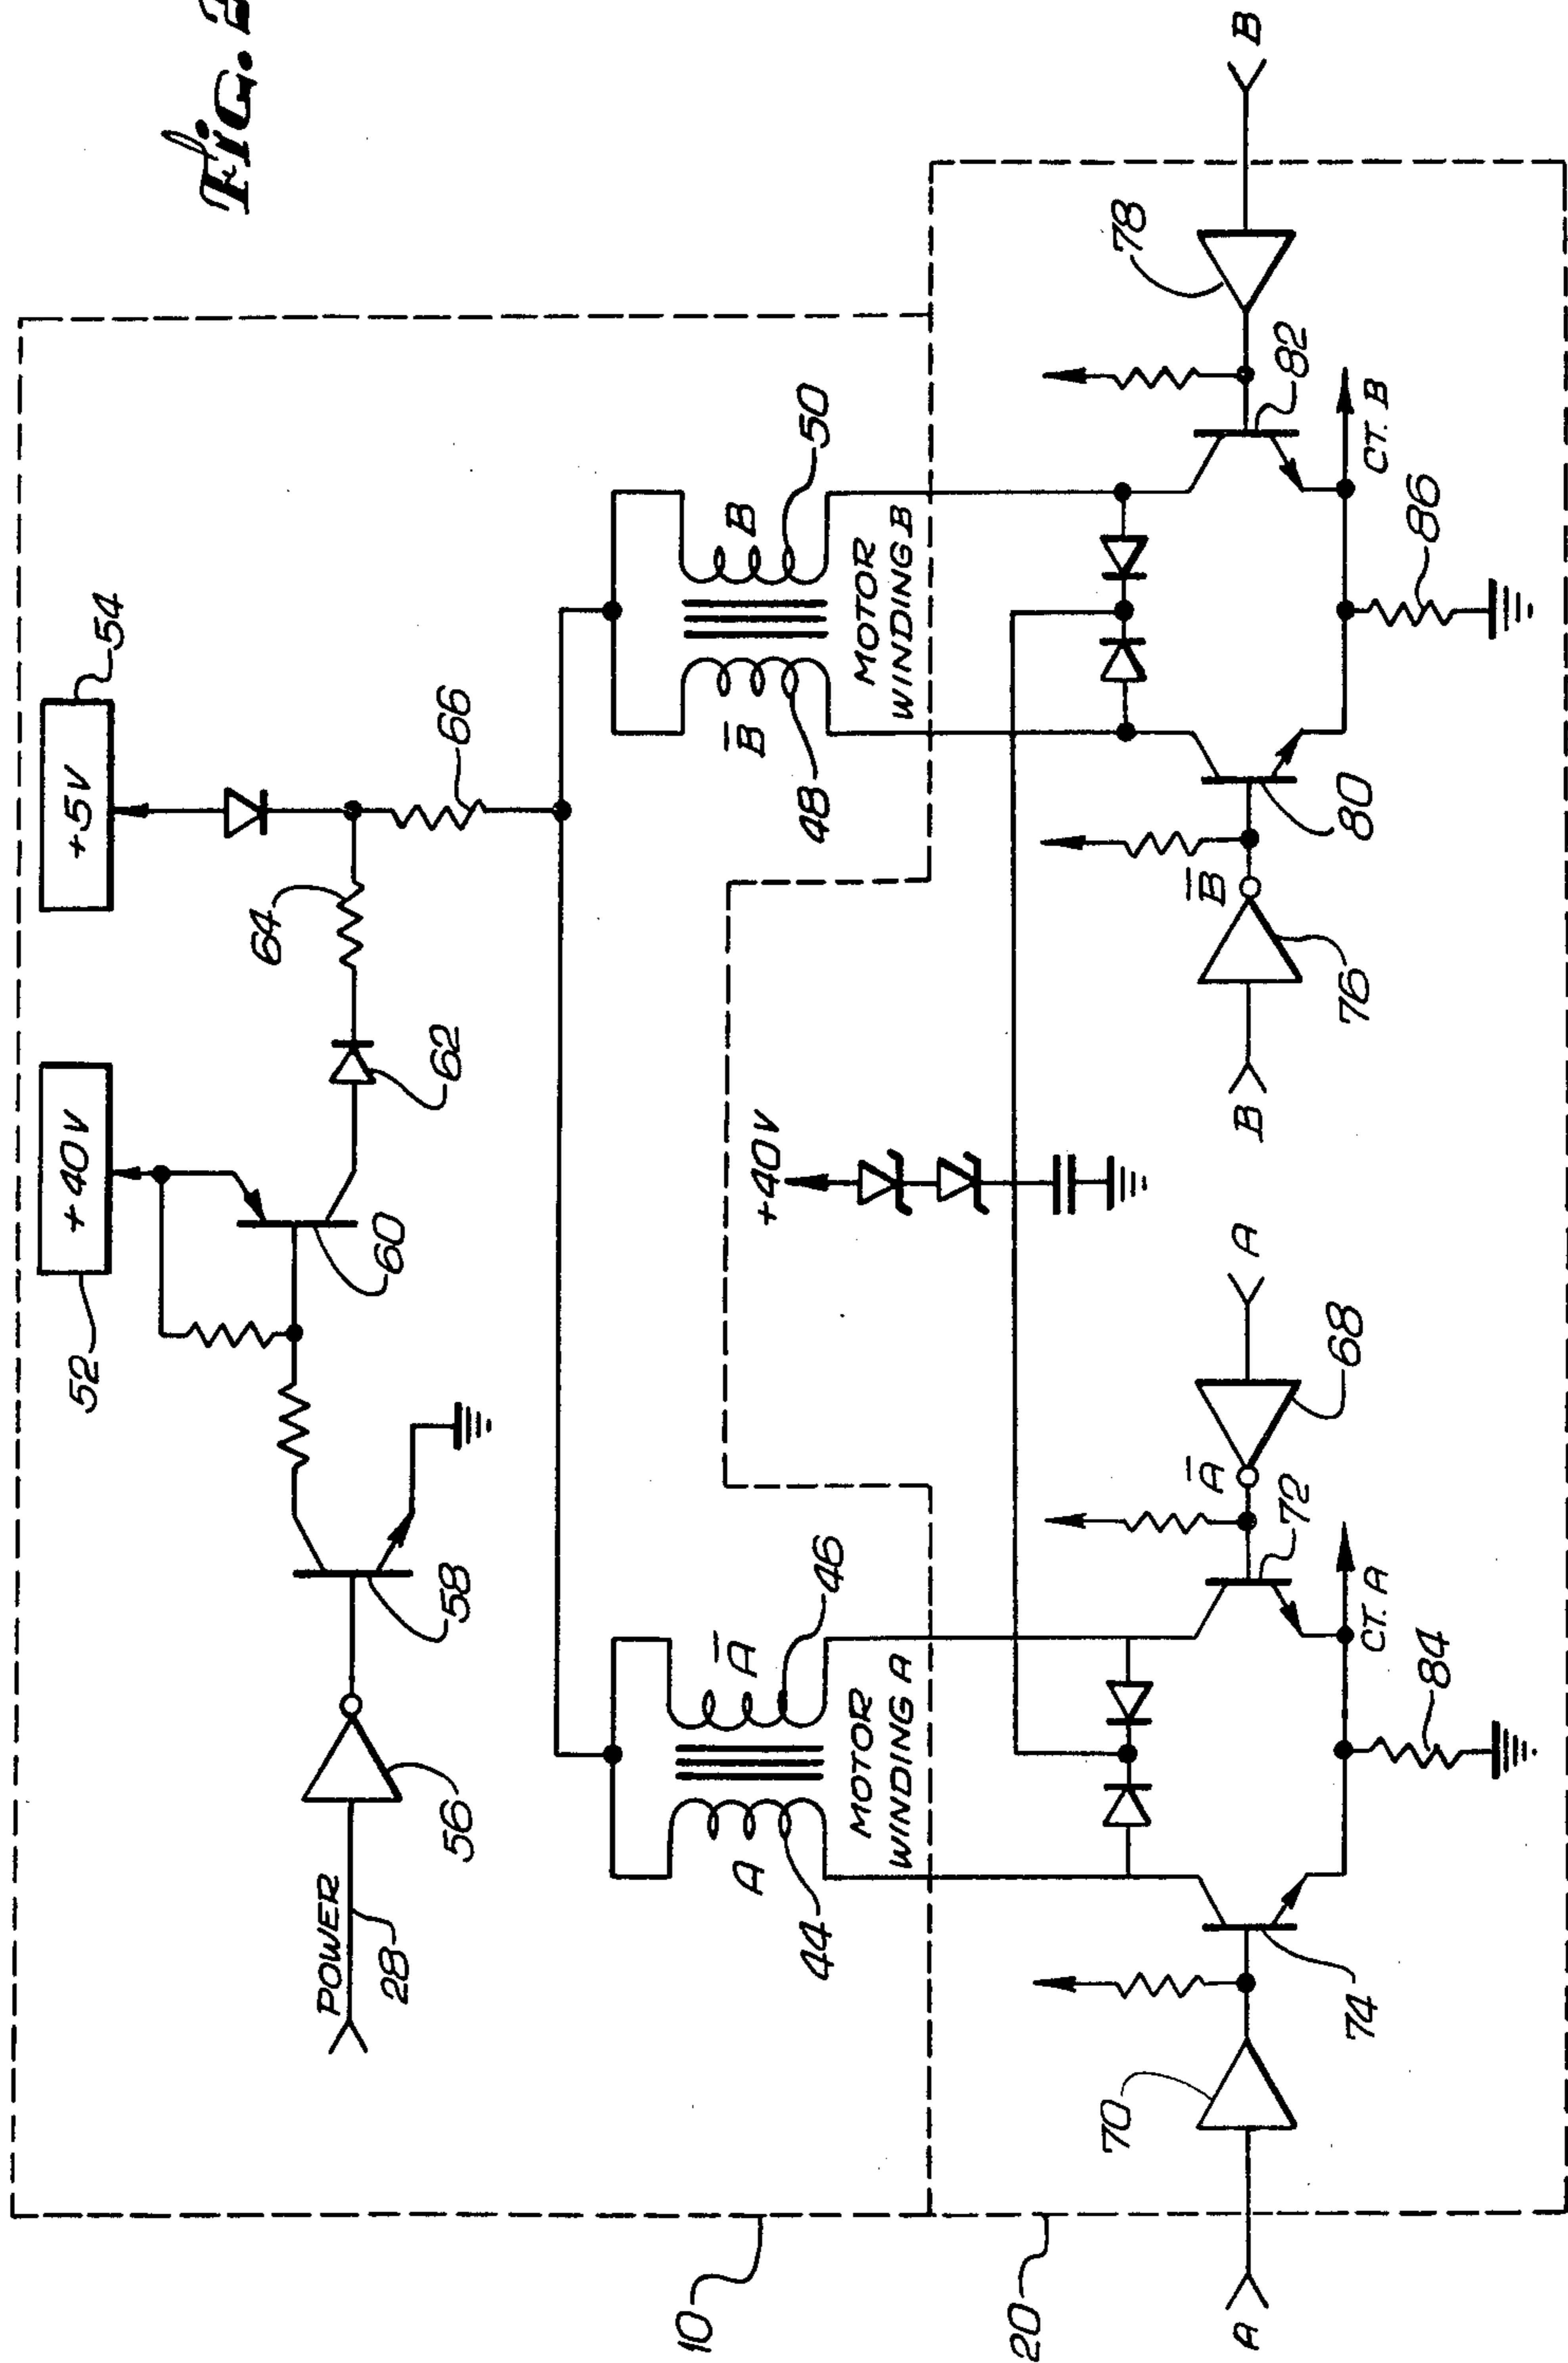 Fig. 2
+40V
52
+5V
54
POWER
28
56
58
60
62
64
66
10
A
44
Ā
46
MOTOR
WINDING A
B̄
48
B
50
MOTOR
WINDING B
+40V
20
A
70
74
Ā
72
68
A
CT. A
84
B
76
B̄
80
82
78
B
CT. B
86